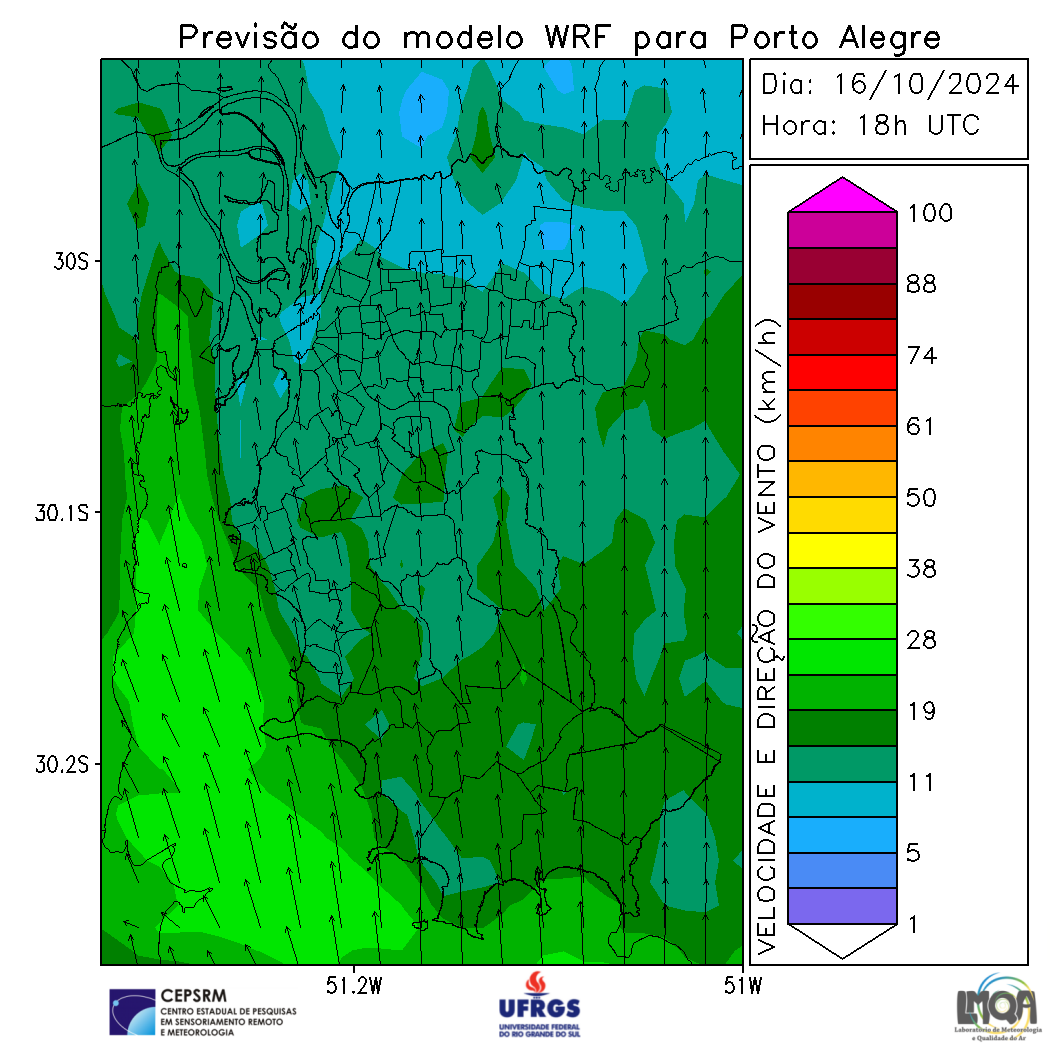 Previsão do modelo WRF para Porto Alegre
Dia: 16/10/2024
Hora: 18h UTC
30S
30.1S
30.2S
51.2W
51W
VELOCIDADE E DIREÇÃO DO VENTO (km/h)
100
88
74
61
50
38
28
19
11
5
1
CEPSRM
CENTRO ESTADUAL DE PESQUISAS
EM SENSORIAMENTO REMOTO
E METEOROLOGIA
UFRGS
UNIVERSIDADE FEDERAL
DO RIO GRANDE DO SUL
LMQA
Laboratório de Meteorologia
e Qualidade do Ar